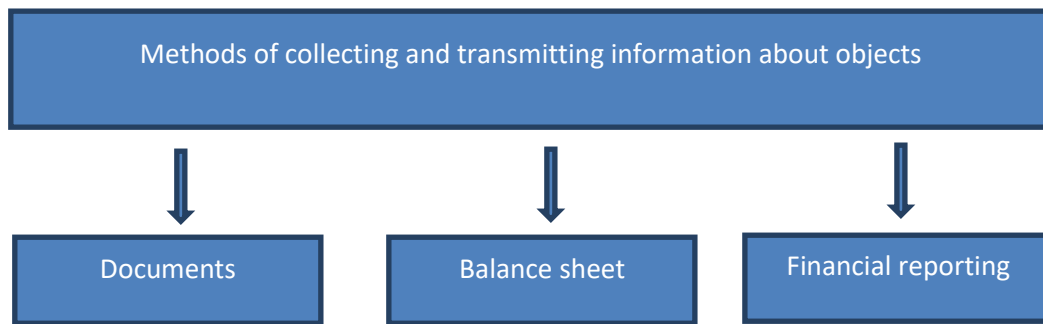 Methods of collecting and transmitting information about objects
Documents
Balance sheet
Financial reporting